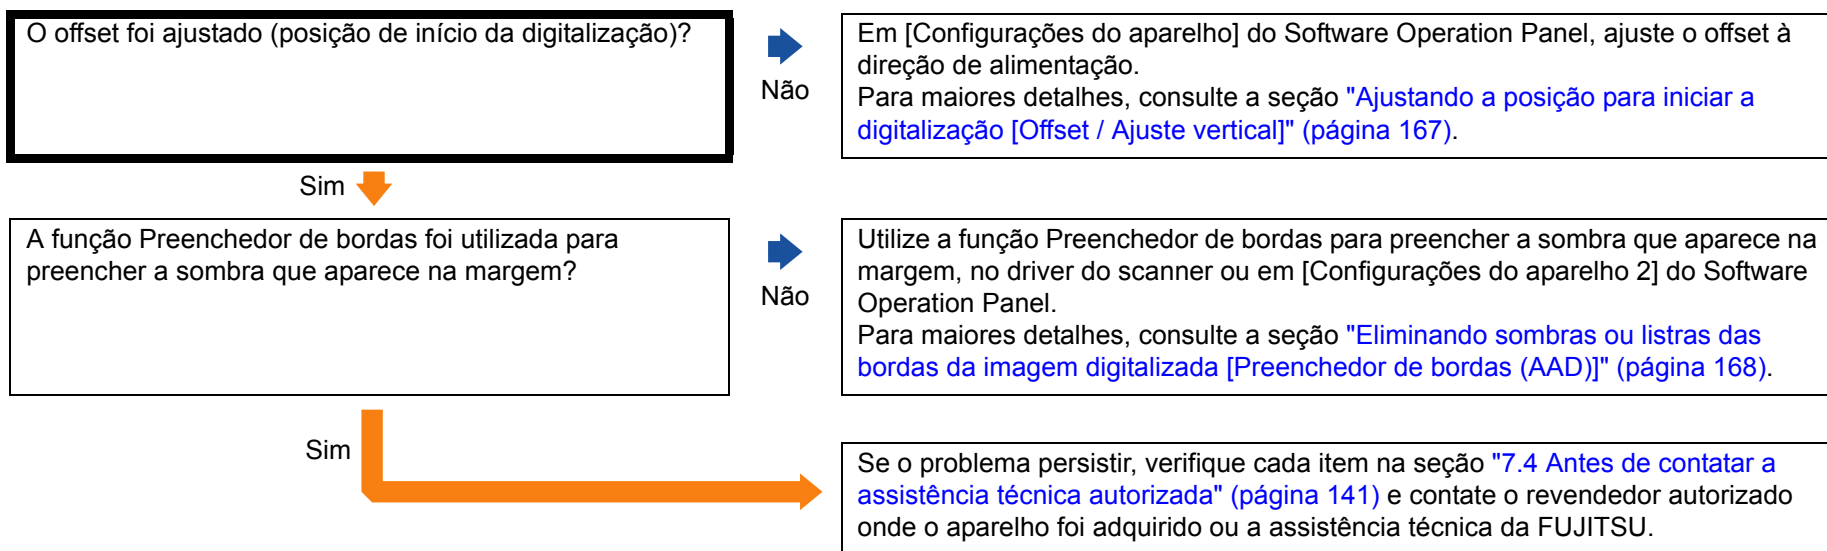 O offset foi ajustado (posição de início da digitalização)?
Não
Em [Configurações do aparelho] do Software Operation Panel, ajuste o offset à
direção de alimentação.
Para maiores detalhes, consulte a seção "Ajustando a posição para iniciar a
digitalização [Offset / Ajuste vertical]" (página 167).
Sim
A função Preenchedor de bordas foi utilizada para
preencher a sombra que aparece na margem?
Não
Utilize a função Preenchedor de bordas para preencher a sombra que aparece na
margem, no driver do scanner ou em [Configurações do aparelho 2] do Software
Operation Panel.
Para maiores detalhes, consulte a seção "Eliminando sombras ou listras das
bordas da imagem digitalizada [Preenchedor de bordas (AAD)]" (página 168).
Sim
Se o problema persistir, verifique cada item na seção "7.4 Antes de contatar a
assistência técnica autorizada" (página 141) e contate o revendedor autorizado
onde o aparelho foi adquirido ou a assistência técnica da FUJITSU.